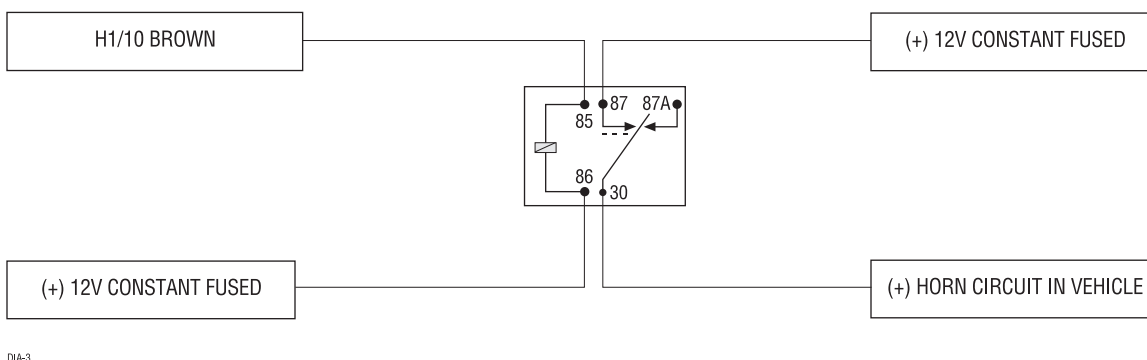 H1/10 BROWN
(+) 12V CONSTANT FUSED
87 87A
85
86
30
(+) 12V CONSTANT FUSED
(+) HORN CIRCUIT IN VEHICLE
DIA-3